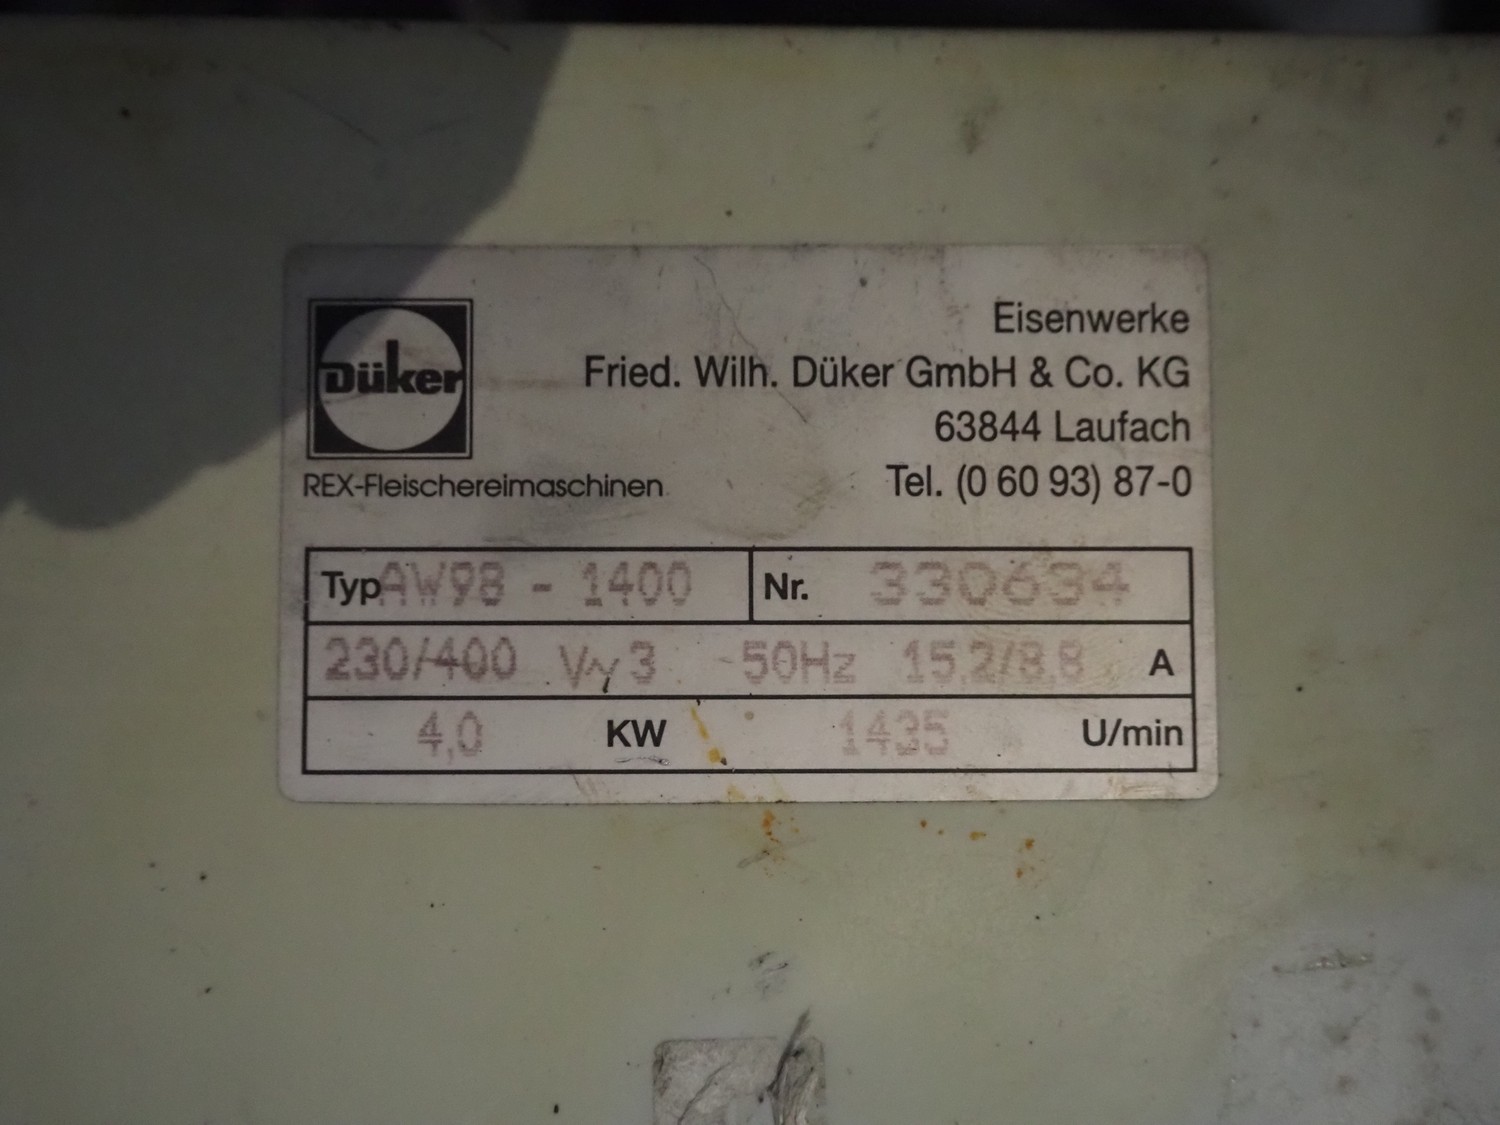 Düker
REX-Fleischereimaschinen
Eisenwerke
Fried. Wilh. Düker GmbH & Co. KG
63844 Laufach
Tel. (0 60 93) 87-0
Typ AW98 - 1400 Nr. 330634
230/400 V~3 50Hz 15,2/8,8 A
4,0 KW 1435 U/min